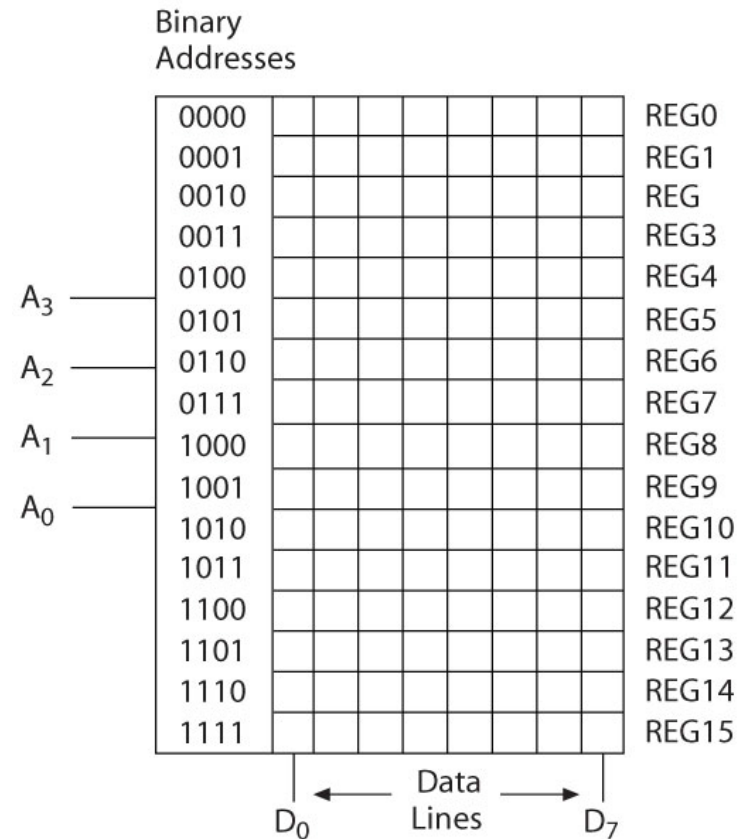 Binary
Addresses
0000 REG0
0001 REG1
0010 REG
0011 REG3
0100 REG4
A3
0101 REG5
A2 0110 REG6
0111 REG7
A1 1000 REG8
1001 REG9
A0
1010 REG10
1011 REG11
1100 REG12
1101 REG13
1110 REG14
1111 REG15
D0 Data Lines D7